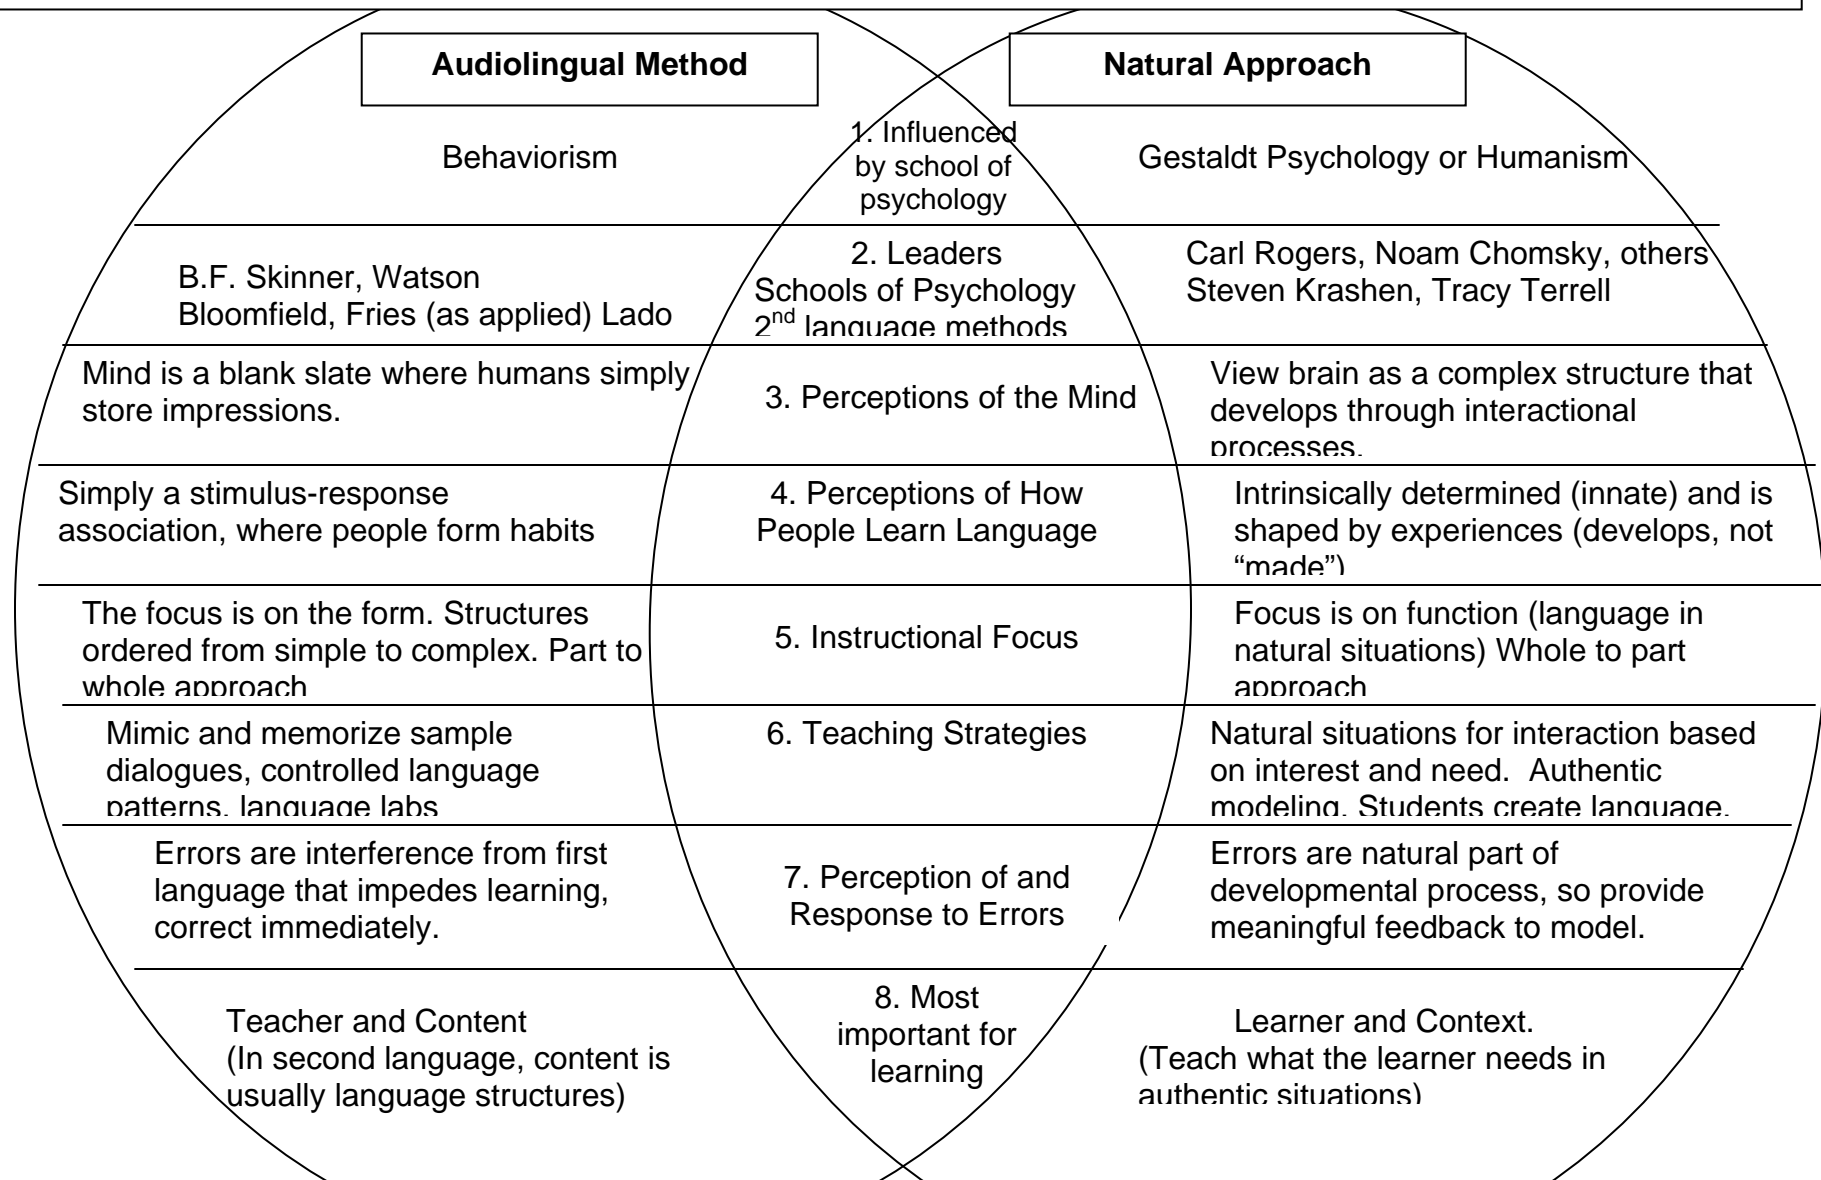 Audiolingual Method
Natural Approach
Behaviorism
1. Influenced
by school of
psychology
Gestaldt Psychology or Humanism
B.F. Skinner, Watson
Bloomfield, Fries (as applied) Lado
2. Leaders
Schools of Psychology
2nd language methods
Carl Rogers, Noam Chomsky, others
Steven Krashen, Tracy Terrell
Mind is a blank slate where humans simply
store impressions.
3. Perceptions of the Mind
View brain as a complex structure that
develops through interactional
processes.
Simply a stimulus-response
association, where people form habits
4. Perceptions of How
People Learn Language
Intrinsically determined (innate) and is
shaped by experiences (develops, not
“made”)
The focus is on the form. Structures
ordered from simple to complex. Part to
whole approach
5. Instructional Focus
Focus is on function (language in
natural situations) Whole to part
approach
Mimic and memorize sample
dialogues, controlled language
patterns, language labs
6. Teaching Strategies
Natural situations for interaction based
on interest and need.  Authentic
modeling. Students create language.
Errors are interference from first
language that impedes learning,
correct immediately.
7. Perception of and
Response to Errors
Errors are natural part of
developmental process, so provide
meaningful feedback to model.
Teacher and Content
(In second language, content is
usually language structures)
8. Most
important for
learning
Learner and Context.
(Teach what the learner needs in
authentic situations)